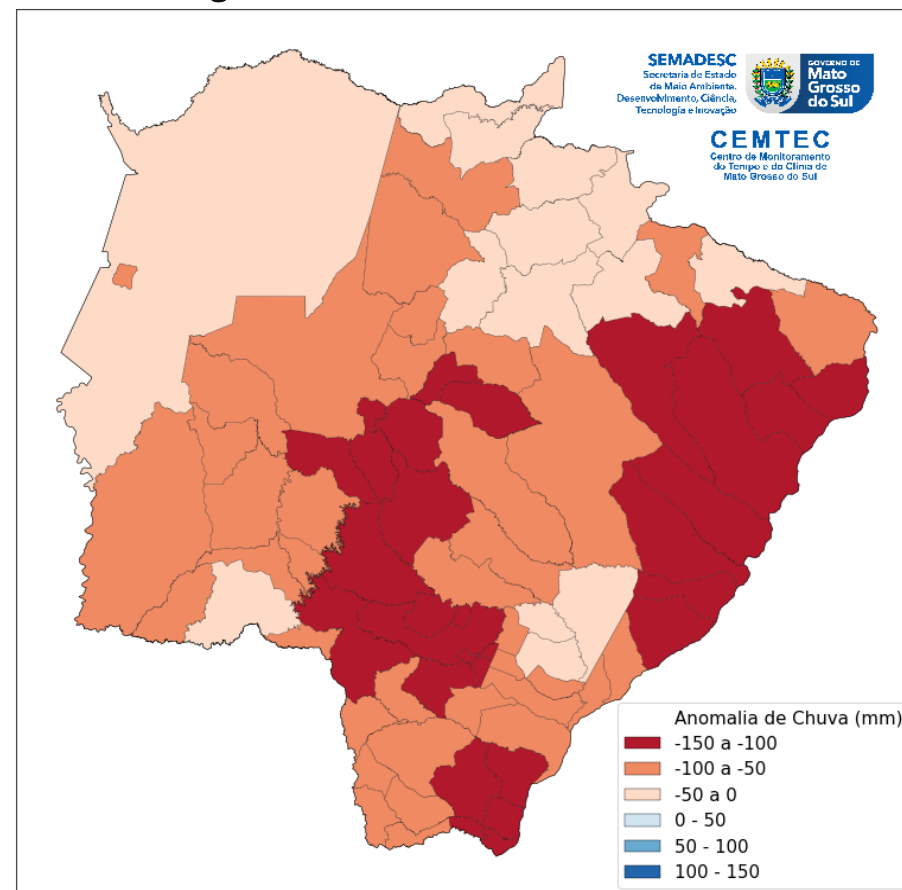 SEMADESC
Secretaria de Estado
de Meio Ambiente,
Desenvolvimento, Ciência,
Tecnologia e Inovação
GOVERNO DE
Mato
Grosso
do Sul
CEMTEC
Centro de Monitoramento
do Tempo e do Clima de
Mato Grosso do Sul
Anomalia de Chuva (mm)
-150 a -100
-100 a -50
-50 a 0
0 - 50
50 - 100
100 - 150